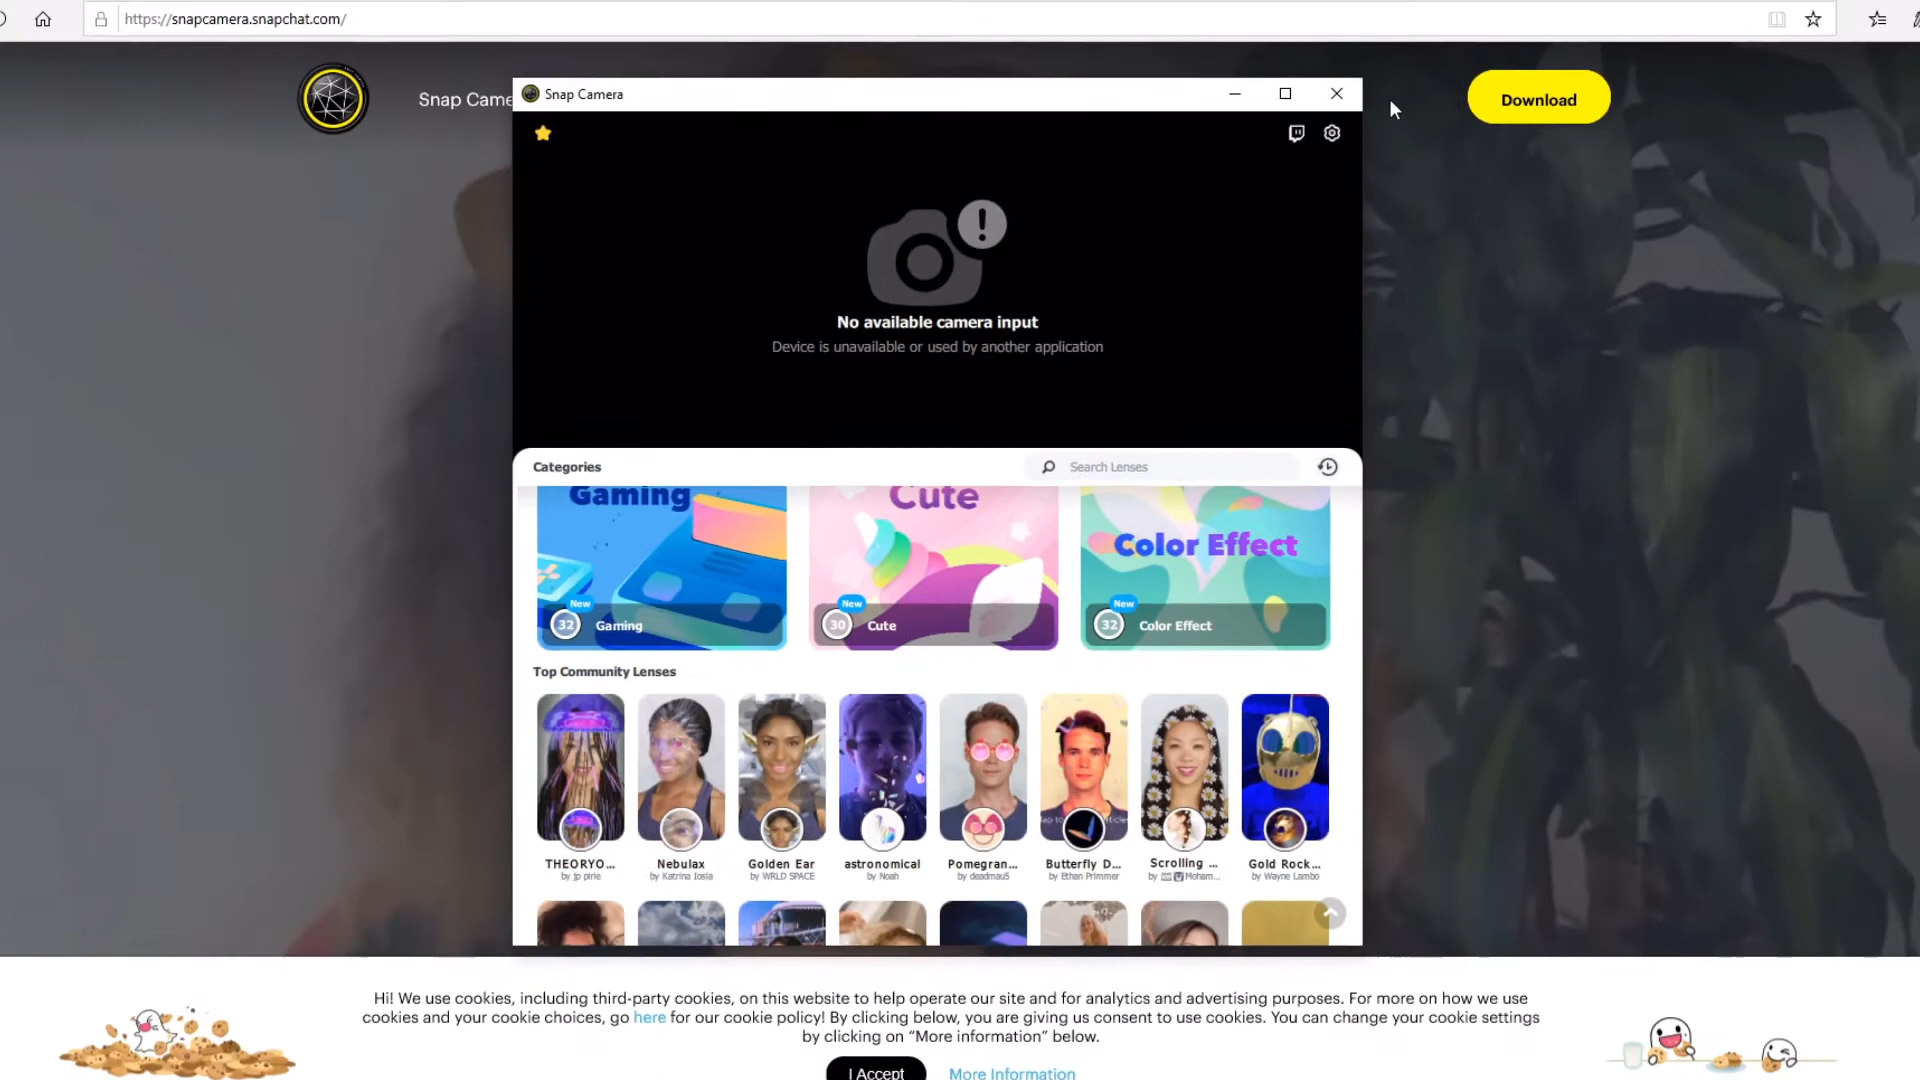 https://snapcamera.snapchat.com/
Snap Came
Snap Camera
Download
No available camera input
Device is unavailable or used by another application
Categories
Search Lenses
Gaming
Cute
Color Effect
New
New
New
32 Gaming
30 Cute
32 Color Effect
Top Community Lenses
THEORYO... Nebulax Golden Ear astronomical Pomegran... Butterfly D... Scrolling ... Gold Rock...
by jp pirie by Katrina Iosia by WRLD SPACE by Noah by deadmau5 by Ethan Primmer by Moham... by Wayne Lambo
Hi! We use cookies, including third-party cookies, on this website to help operate our site and for analytics and advertising purposes. For more on how we use
cookies and your cookie choices, go here for our cookie policy! By clicking below, you are giving us consent to use cookies. You can change your cookie settings
by clicking on “More information” below.
I Accept
More Information